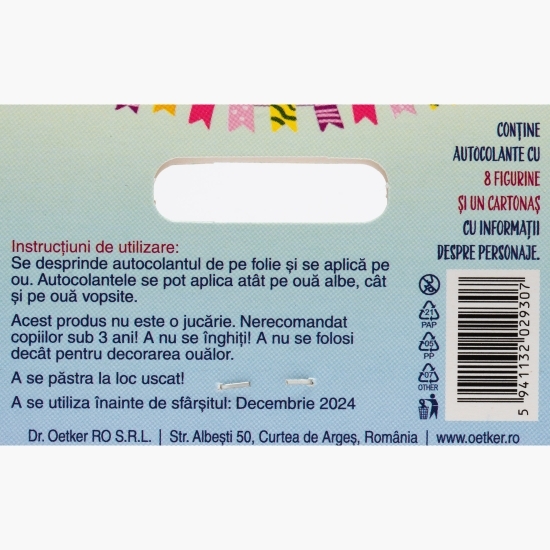 CONȚINE
AUTOCOLANTE CU
8 FIGURINE
ȘI UN CARTONAȘ
CU INFORMAȚII
DESPRE PERSONAJE.
Instrucțiuni de utilizare:
Se desprinde autocolantul de pe folie și se aplică pe
ou. Autocolantele se pot aplica atât pe ouă albe, cât
și pe ouă vopsite.
Acest produs nu este o jucărie. Nerecomandat
copiilor sub 3 ani! A nu se înghiți! A nu se folosi
decât pentru decorarea ouălor.
A se păstra la loc uscat!
A se utiliza înainte de sfârșitul: Decembrie 2024
21
PAP
05
PP
07
OTHER
5 941132 029307
Dr. Oetker RO S.R.L. | Str. Albești 50, Curtea de Argeș, România | www.oetker.ro